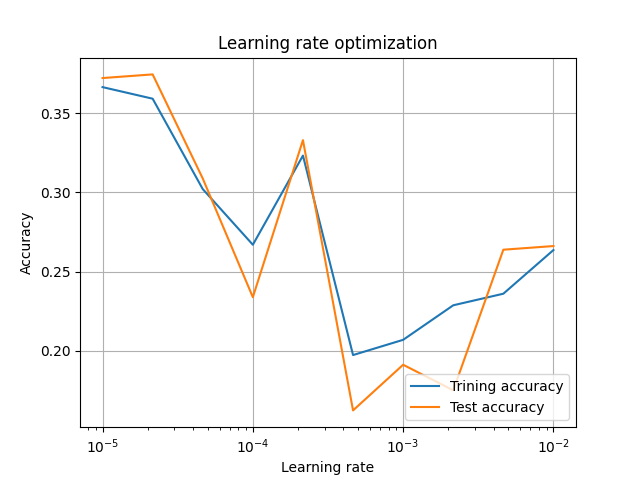 Learning rate optimization
0.35
0.30
0.25
0.20
Accuracy
Trining accuracy
Test accuracy
10⁻⁵
10⁻⁴
10⁻³
10⁻²
Learning rate